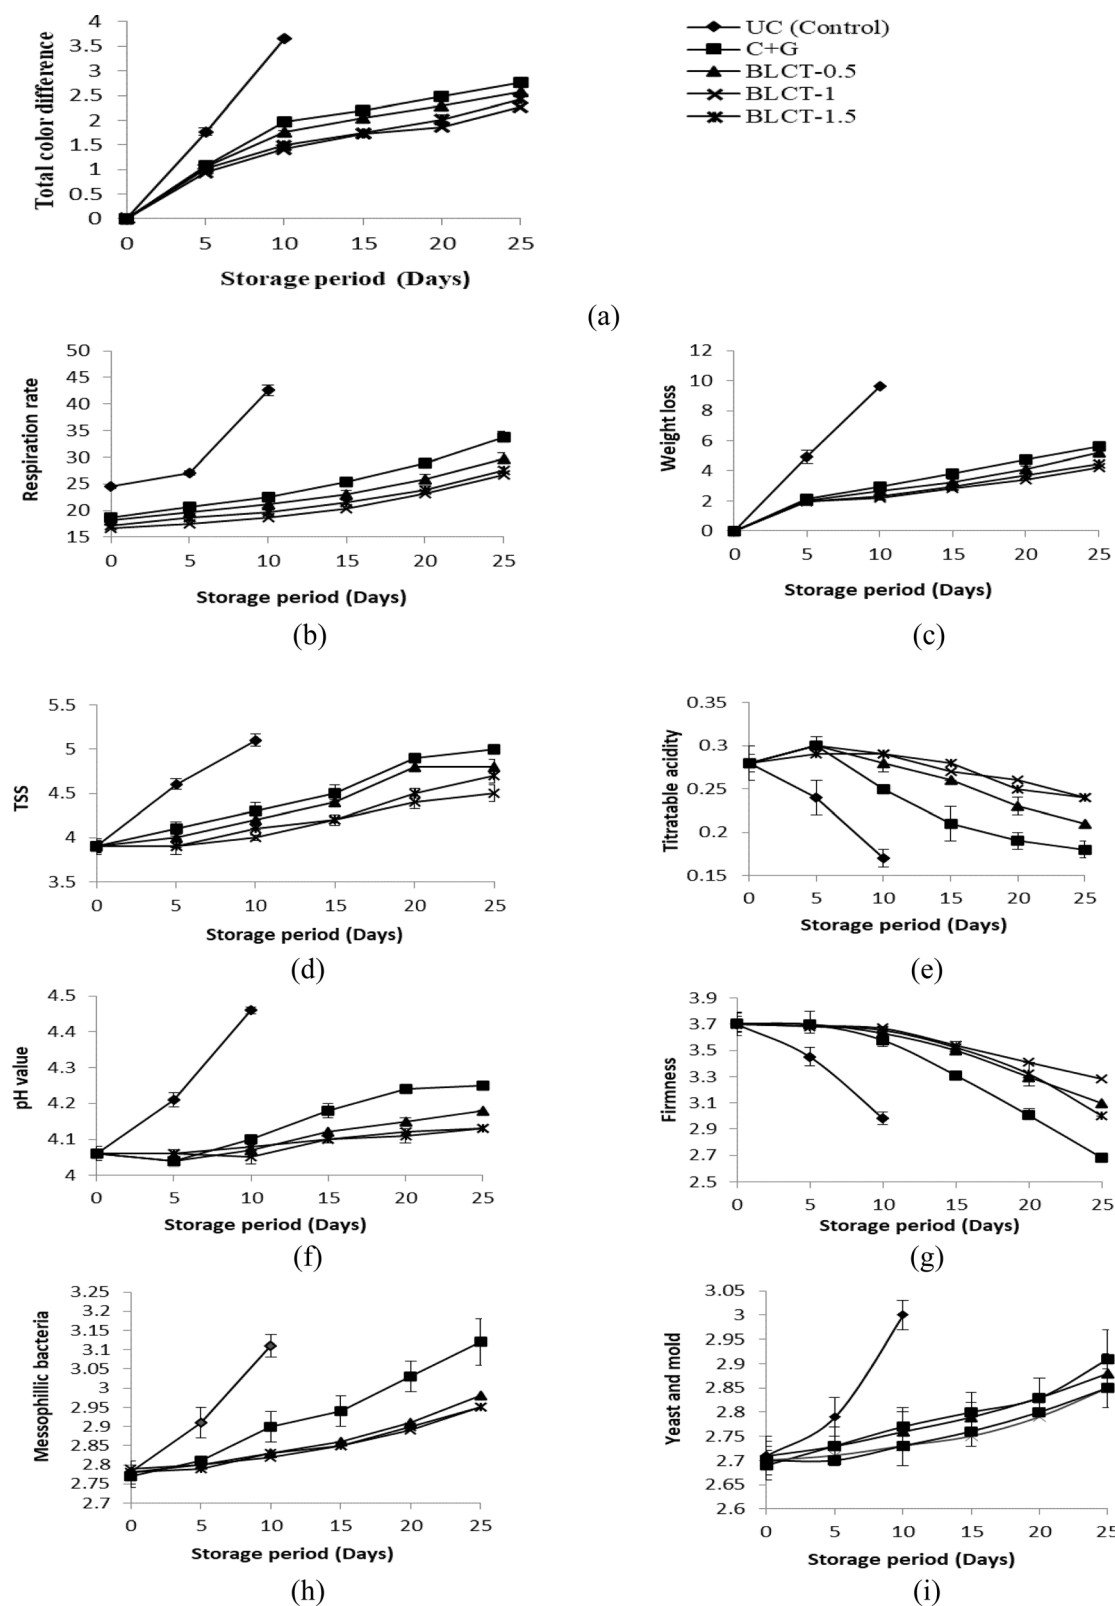 4
3.5
3
2.5
2
1.5
1
0.5
0
Total color difference
0 5 10 15 20 25
Storage period (Days)
UC (Control)
C+G
BLCT-0.5
BLCT-1
BLCT-1.5
(a)
50
45
40
35
30
25
20
15
Respiration rate
0 5 10 15 20 25
Storage period (Days)
(b)
12
10
8
6
4
2
0
Weight loss
0 5 10 15 20 25
Storage period (Days)
(c)
5.5
5
4.5
4
3.5
TSS
0 5 10 15 20 25
Storage period (Days)
(d)
0.35
0.3
0.25
0.2
0.15
Titratable acidity
0 5 10 15 20 25
Storage period (Days)
(e)
4.5
4.4
4.3
4.2
4.1
4
pH value
0 5 10 15 20 25
Storage period (Days)
(f)
3.9
3.7
3.5
3.3
3.1
2.9
2.7
2.5
Firmness
0 5 10 15 20 25
Storage period (Days)
(g)
3.25
3.2
3.15
3.1
3.05
3
2.95
2.9
2.85
2.8
2.75
2.7
Messophillic bacteria
0 5 10 15 20 25
Storage period (Days)
(h)
3.05
3
2.95
2.9
2.85
2.8
2.75
2.7
2.65
2.6
Yeast and mold
0 5 10 15 20 25
Storage period (Days)
(i)